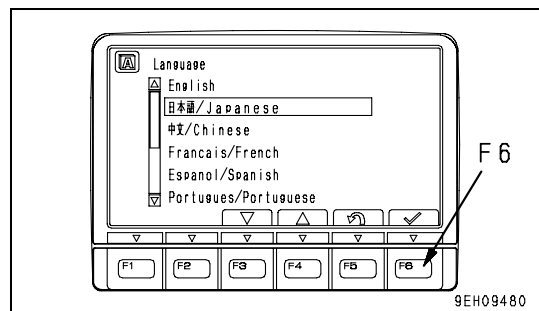 Language
English
日本語/Japanese
中文/Chinese
Francais/French
Espanol/Spanish
Portugues/Portuguese
F6
F1 F2 F3 F4 F5 F6
9EH09480